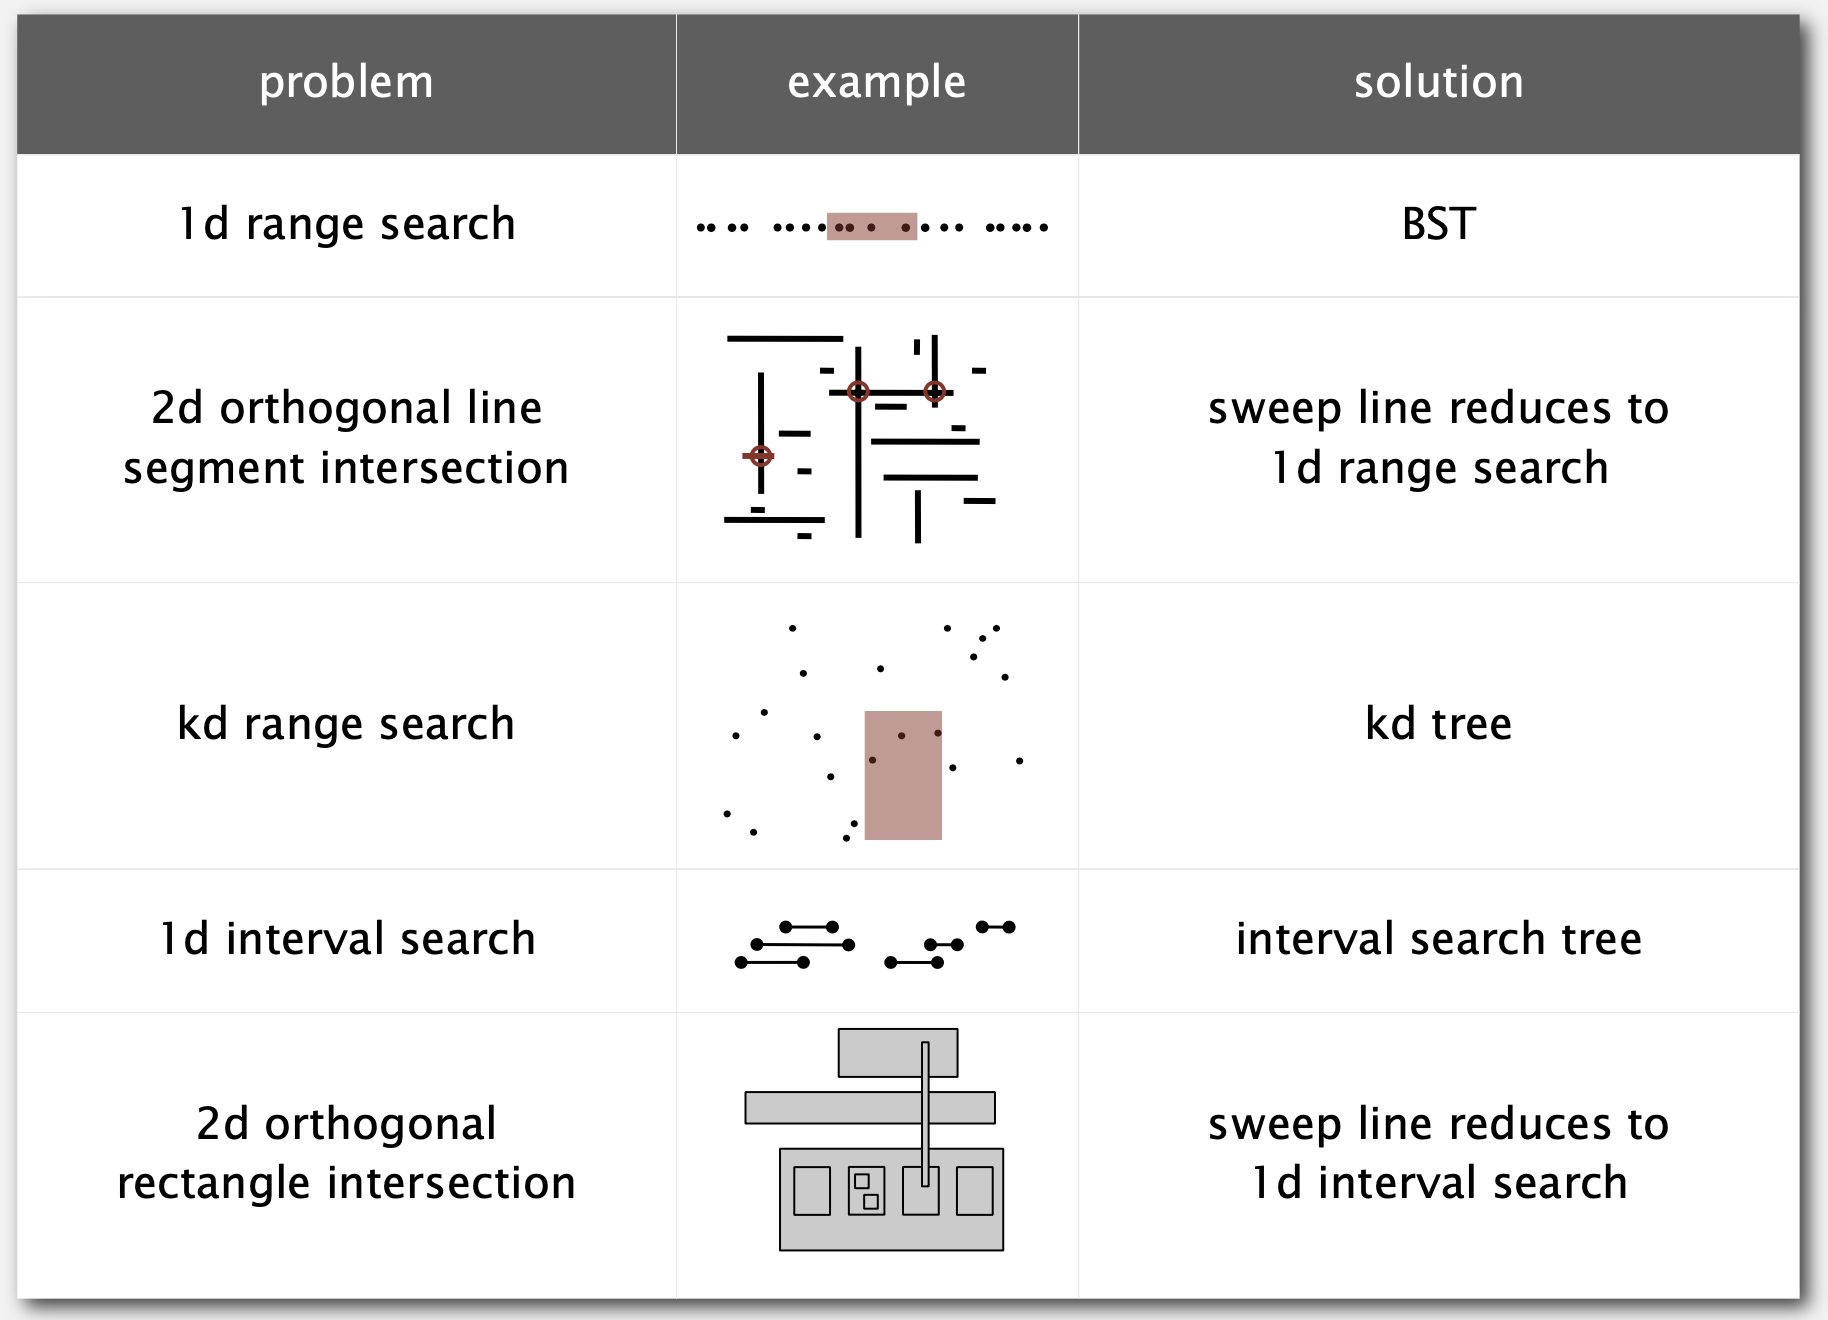 problem
example
solution
1d range search
BST
2d orthogonal line
segment intersection
sweep line reduces to
1d range search
kd range search
kd tree
1d interval search
interval search tree
2d orthogonal
rectangle intersection
sweep line reduces to
1d interval search